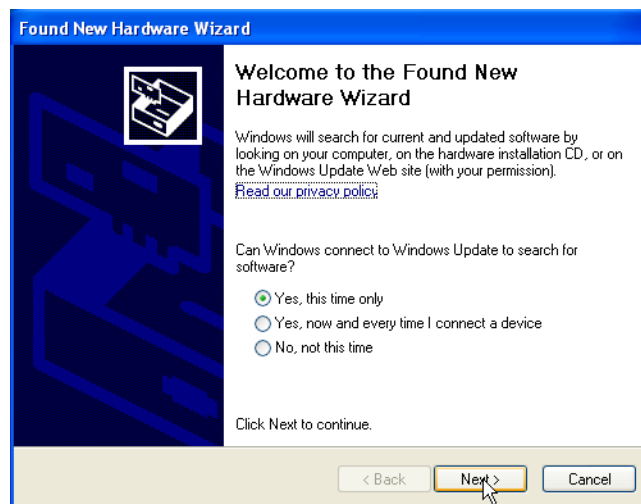 Found New Hardware Wizard
Welcome to the Found New
Hardware Wizard
Windows will search for current and updated software by
looking on your computer, on the hardware installation CD, or on
the Windows Update Web site (with your permission).
Read our privacy policy
Can Windows connect to Windows Update to search for
software?
Yes, this time only
Yes, now and every time I connect a device
No, not this time
Click Next to continue.
< Back
Next >
Cancel